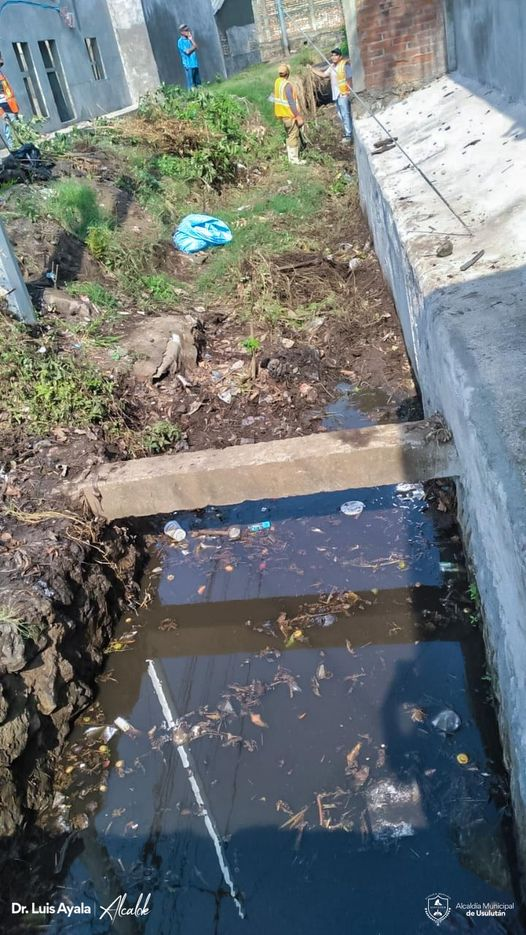 Dr. Luis Ayala | Alcalde
Alcaldía Municipal
de Usulután